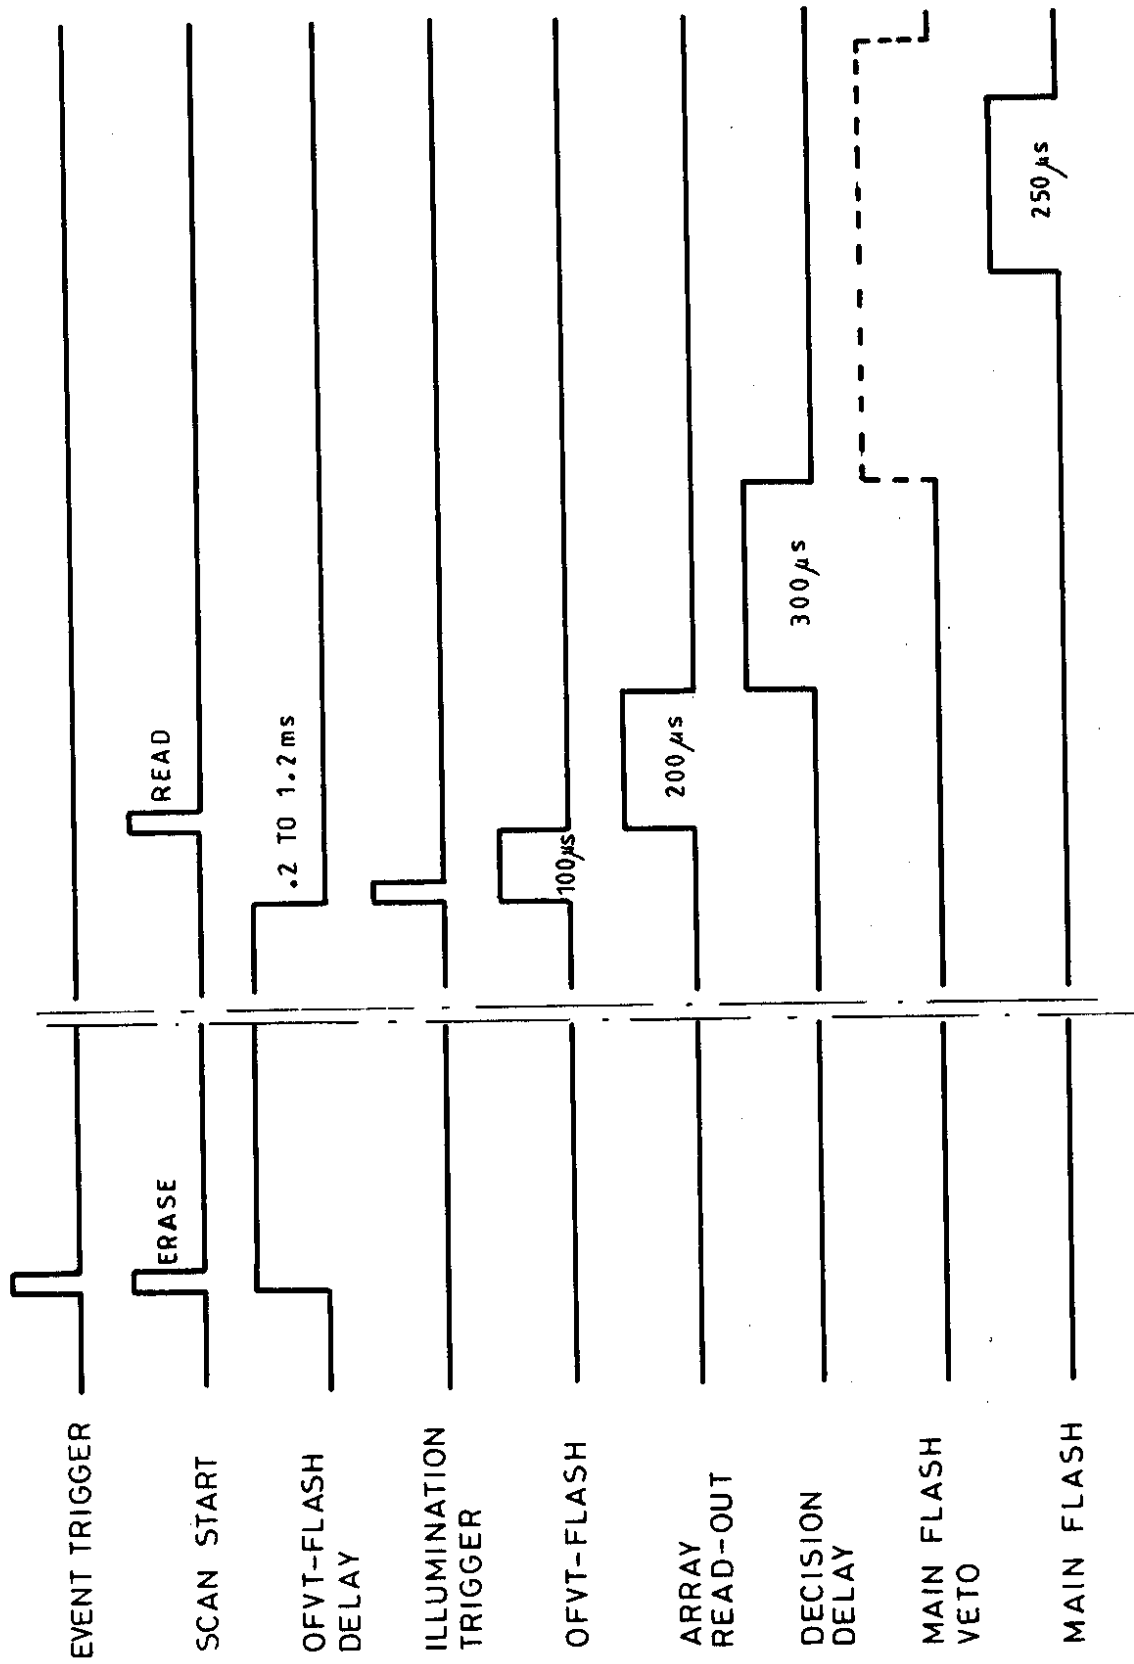 EVENT TRIGGER
ERASE
READ
SCAN START
.2 TO 1.2 ms
OFVT-FLASH
DELAY
ILLUMINATION
TRIGGER
100µs
OFVT-FLASH
200µs
ARRAY
READ-OUT
300µs
DECISION
DELAY
MAIN FLASH
VETO
250µs
MAIN FLASH